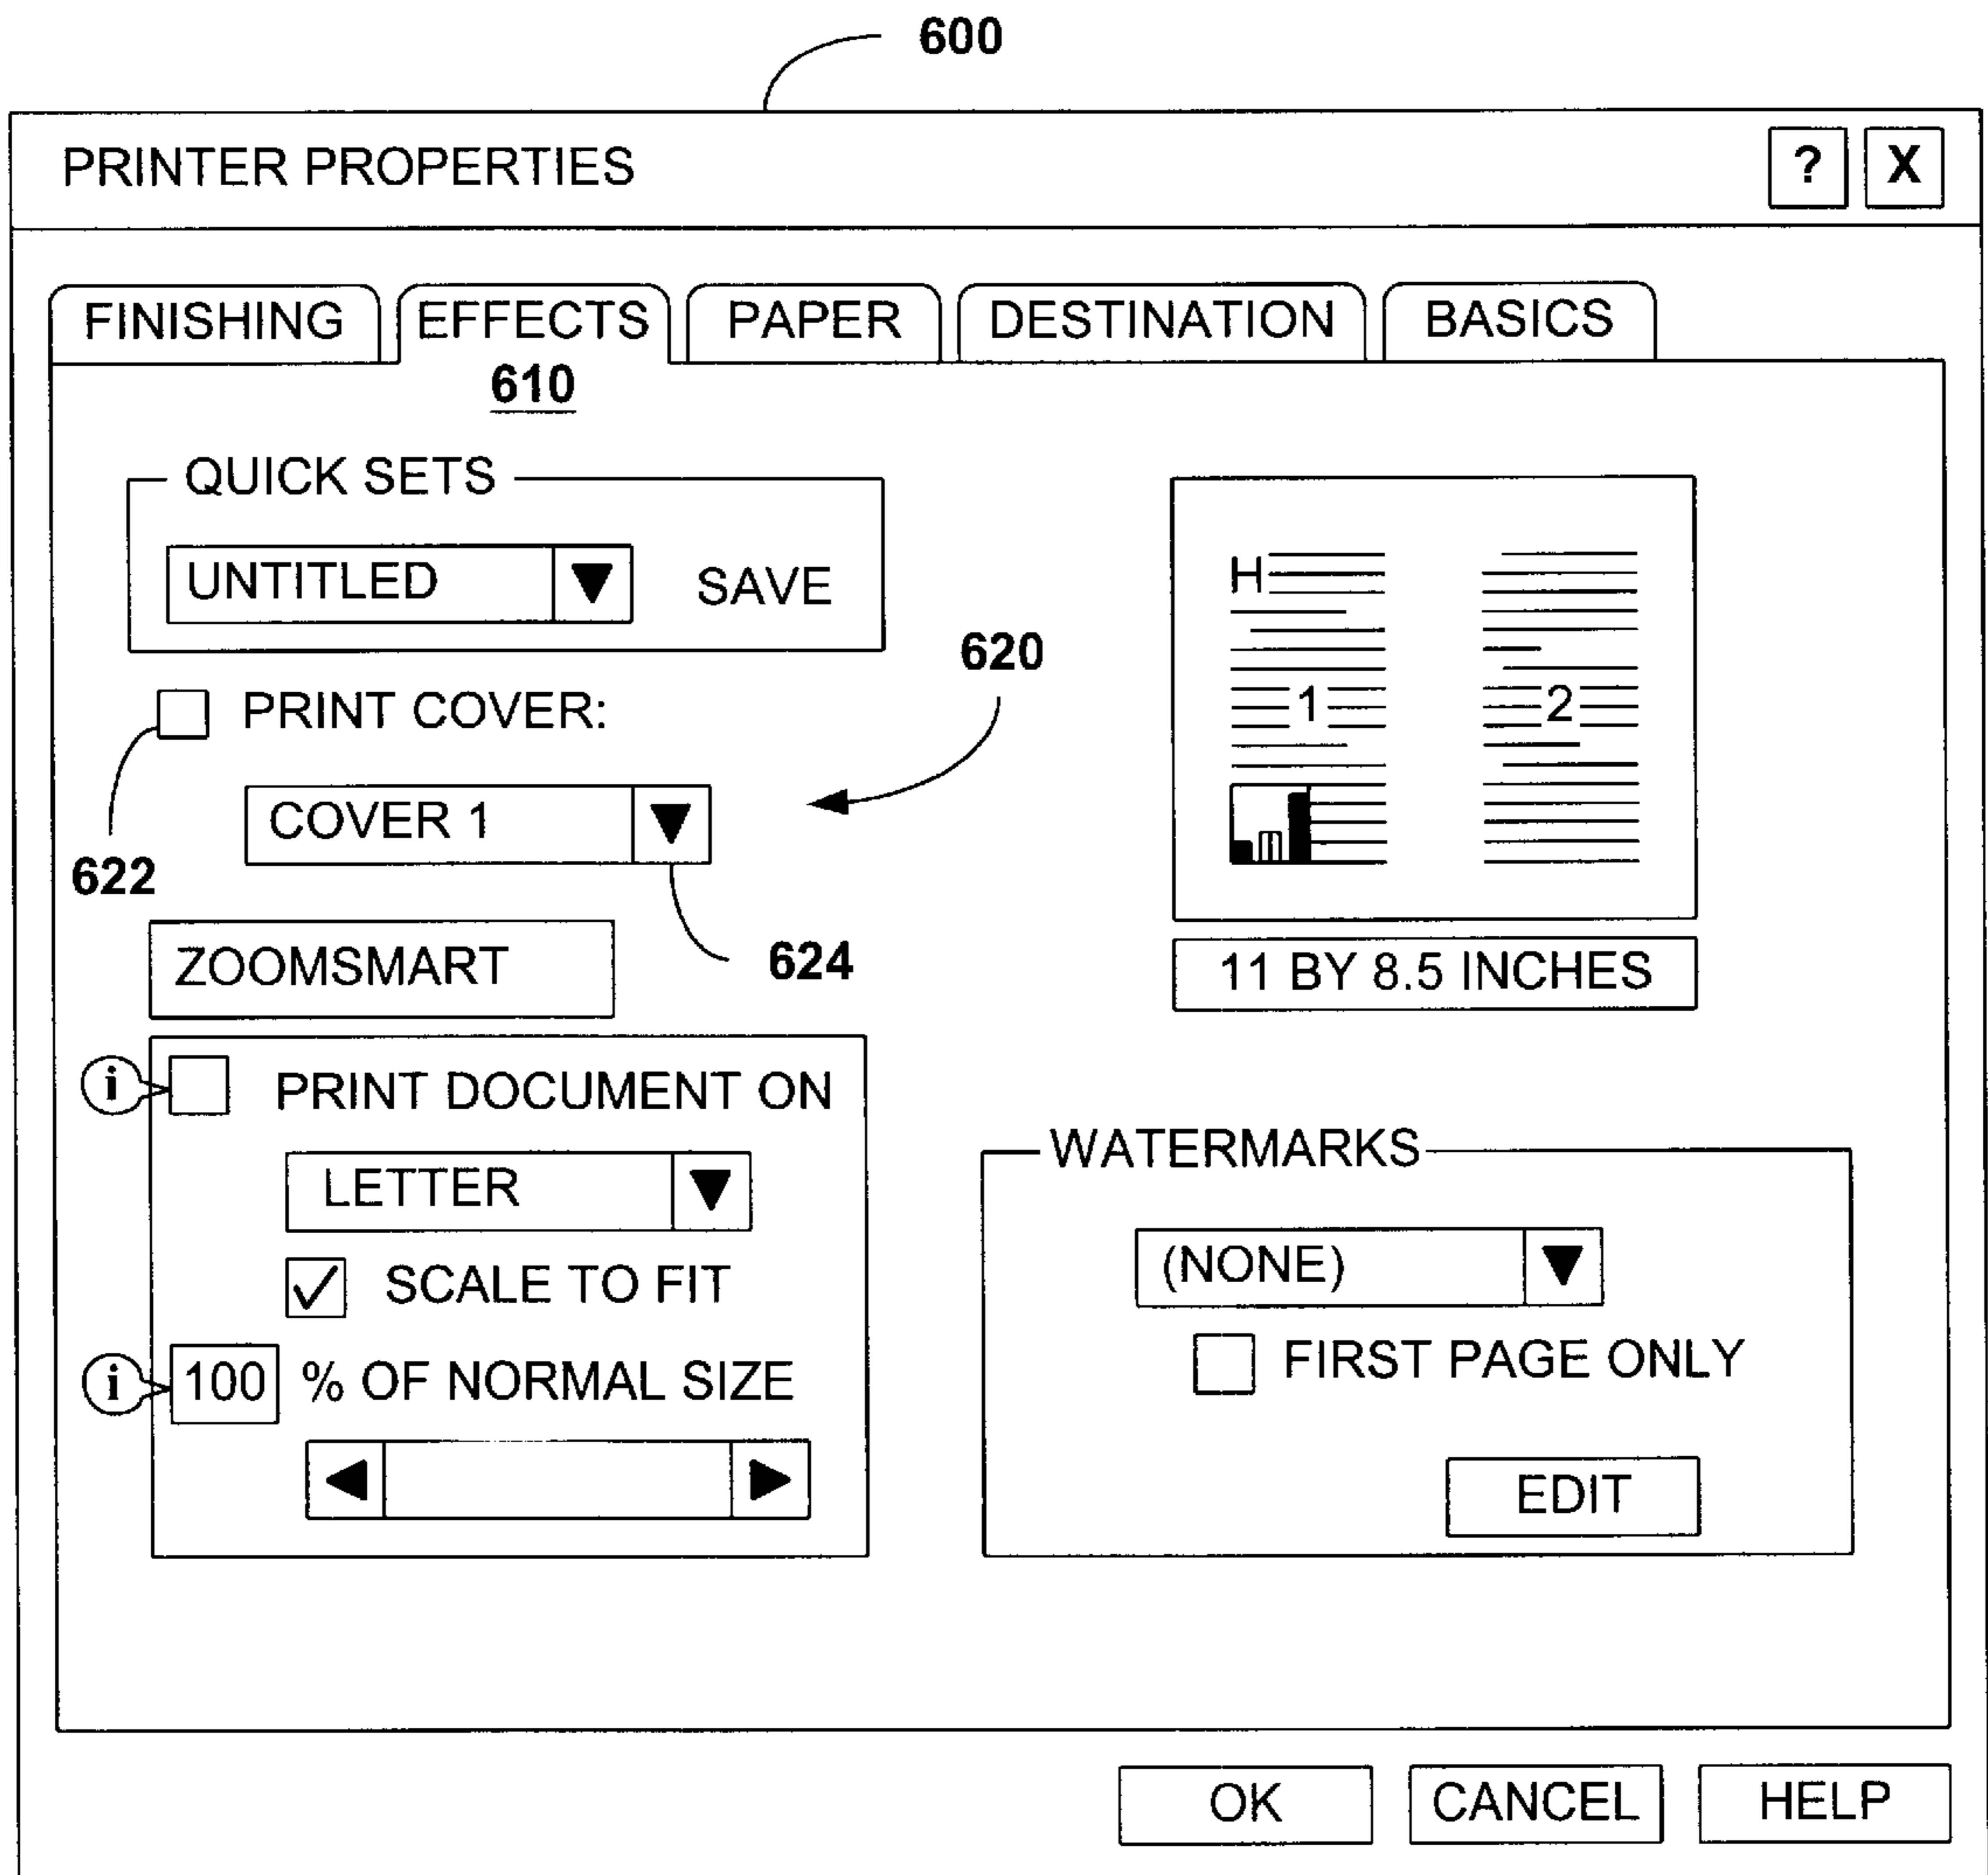 600
PRINTER PROPERTIES ? X
FINISHING EFFECTS PAPER DESTINATION BASICS
610
QUICK SETS
UNTITLED SAVE
620
PRINT COVER:
COVER 1
622
624
ZOOMSMART
H
1 2
11 BY 8.5 INCHES
i PRINT DOCUMENT ON
LETTER
SCALE TO FIT
i 100 % OF NORMAL SIZE
WATERMARKS
(NONE)
FIRST PAGE ONLY
EDIT
OK CANCEL HELP